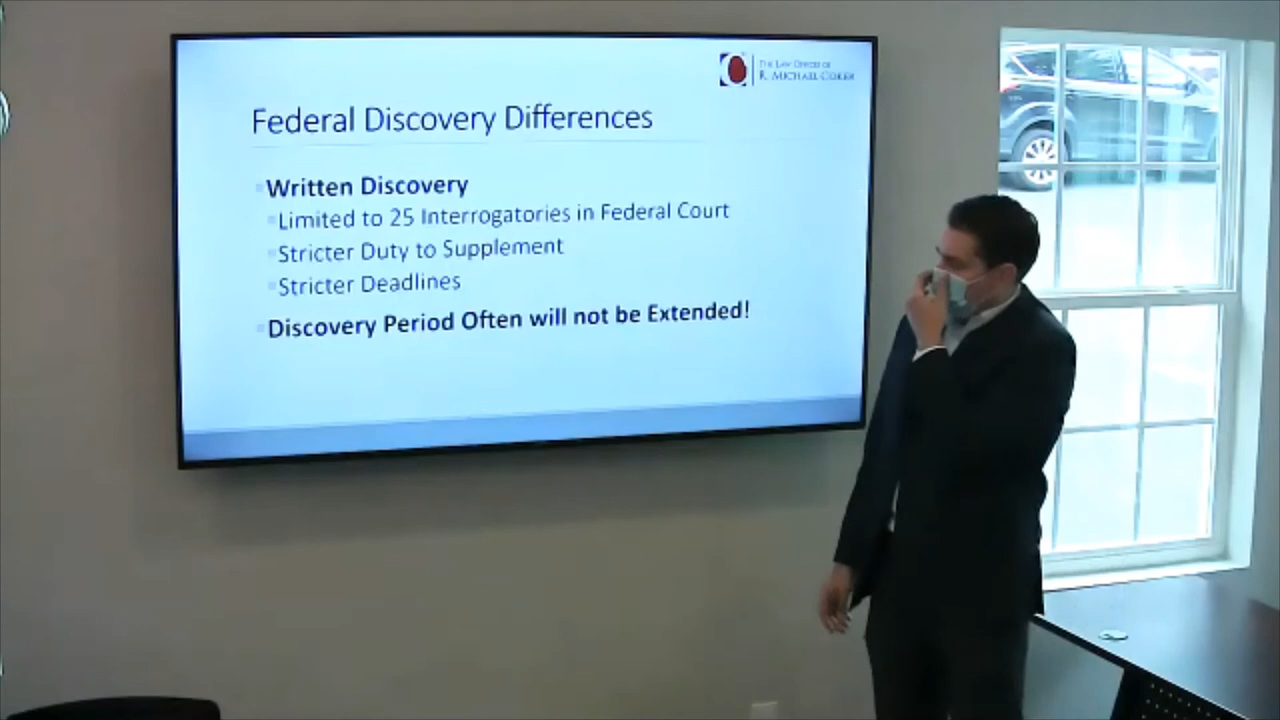 THE LAW OFFICES OF
R. MICHAEL COKER
Federal Discovery Differences
Written Discovery
Limited to 25 Interrogatories in Federal Court
Stricter Duty to Supplement
Stricter Deadlines
Discovery Period Often will not be Extended!